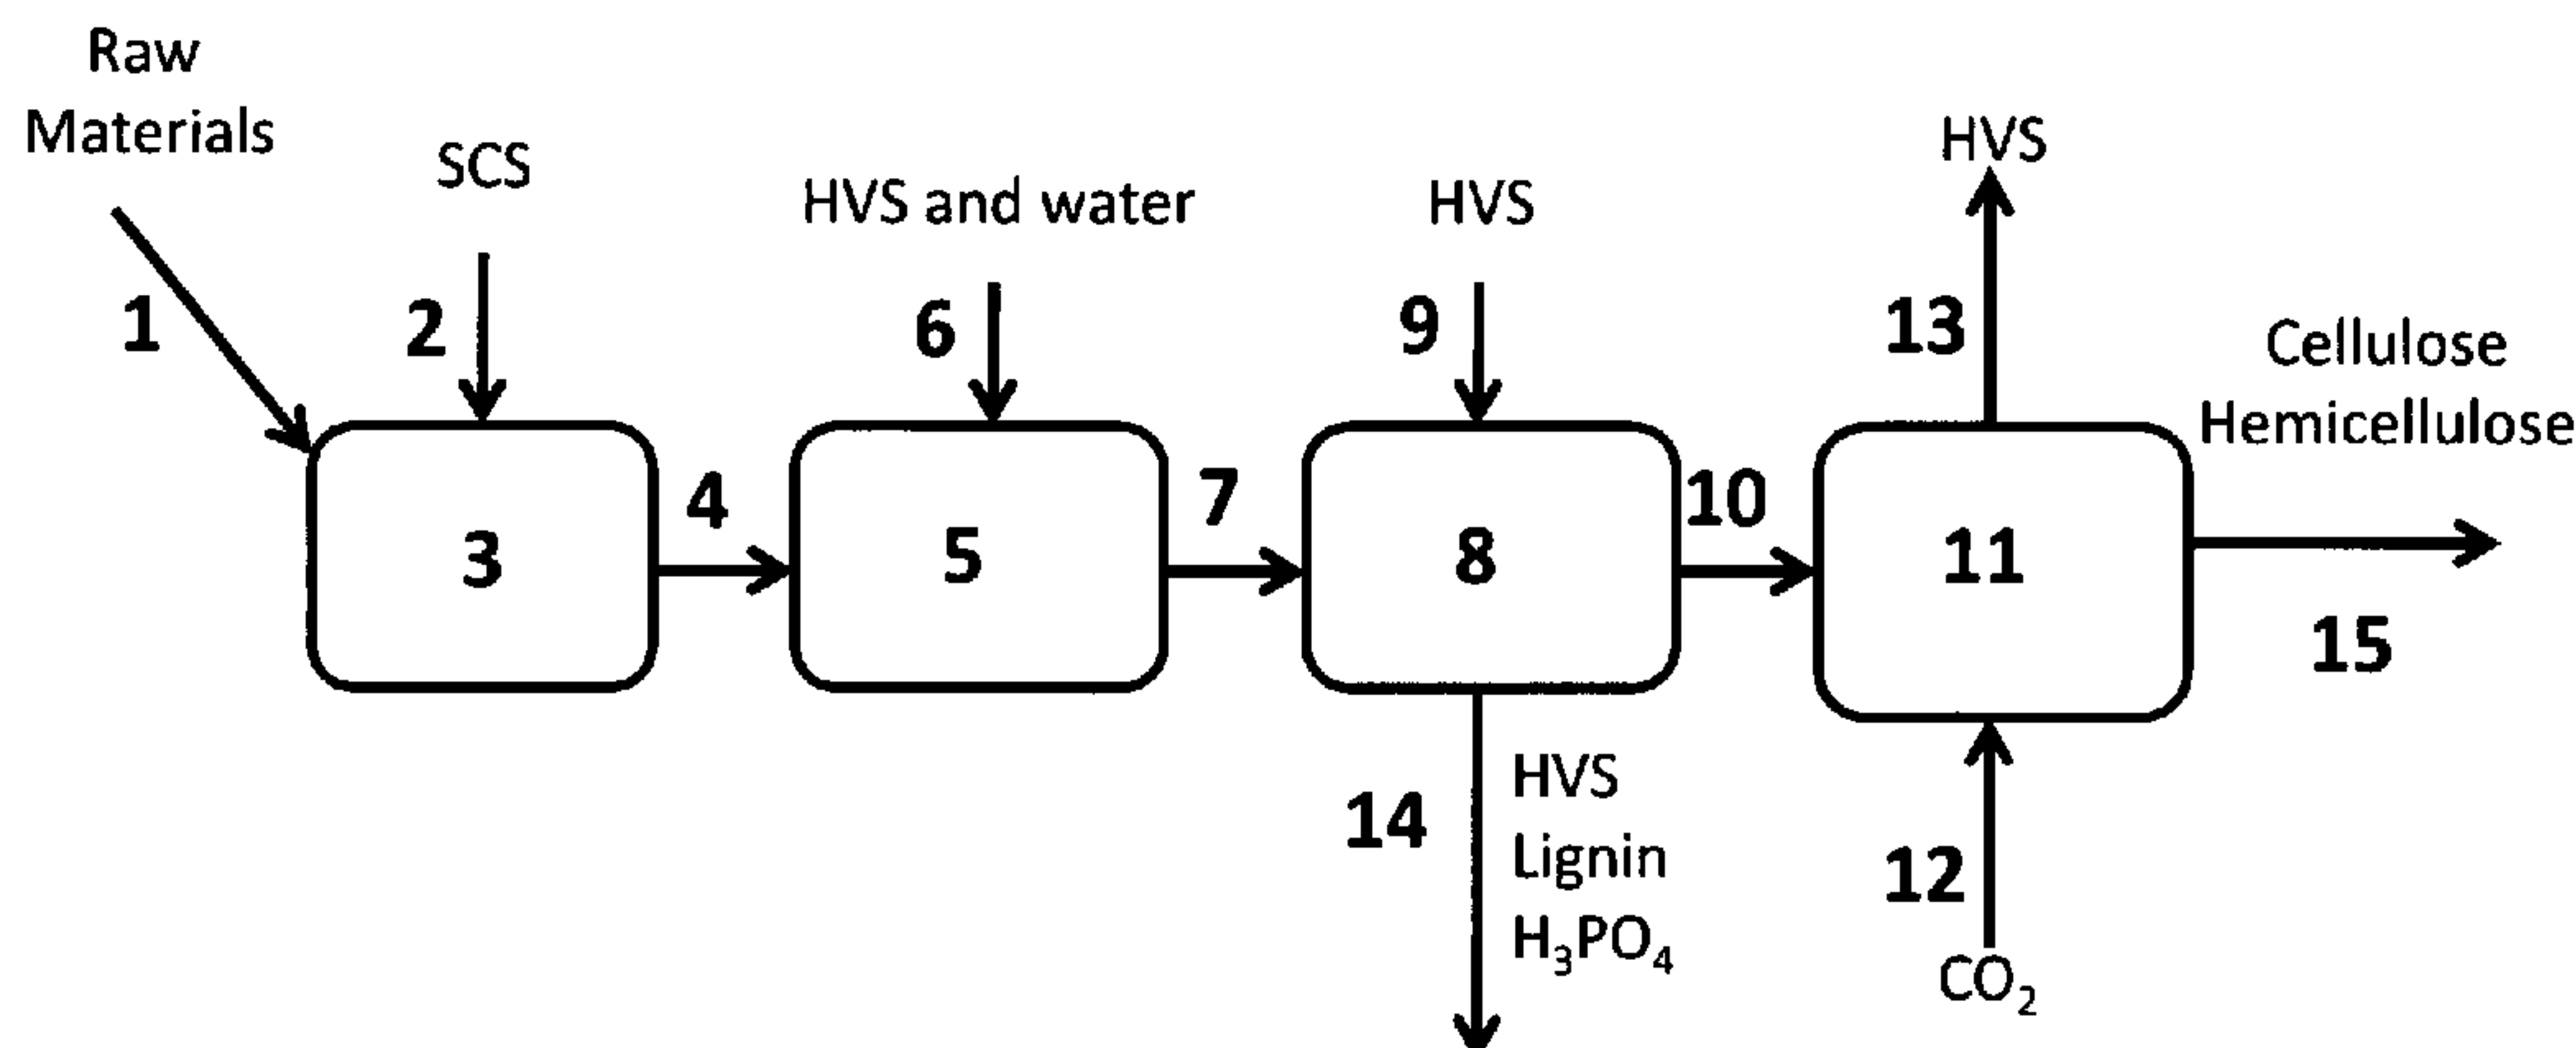 Raw
Materials
SCS
HVS and water
HVS
HVS
1
2
6
9
13
Cellulose
Hemicellulose
3
4
5
7
8
10
11
15
14
HVS
Lignin
H₃PO₄
12
CO₂